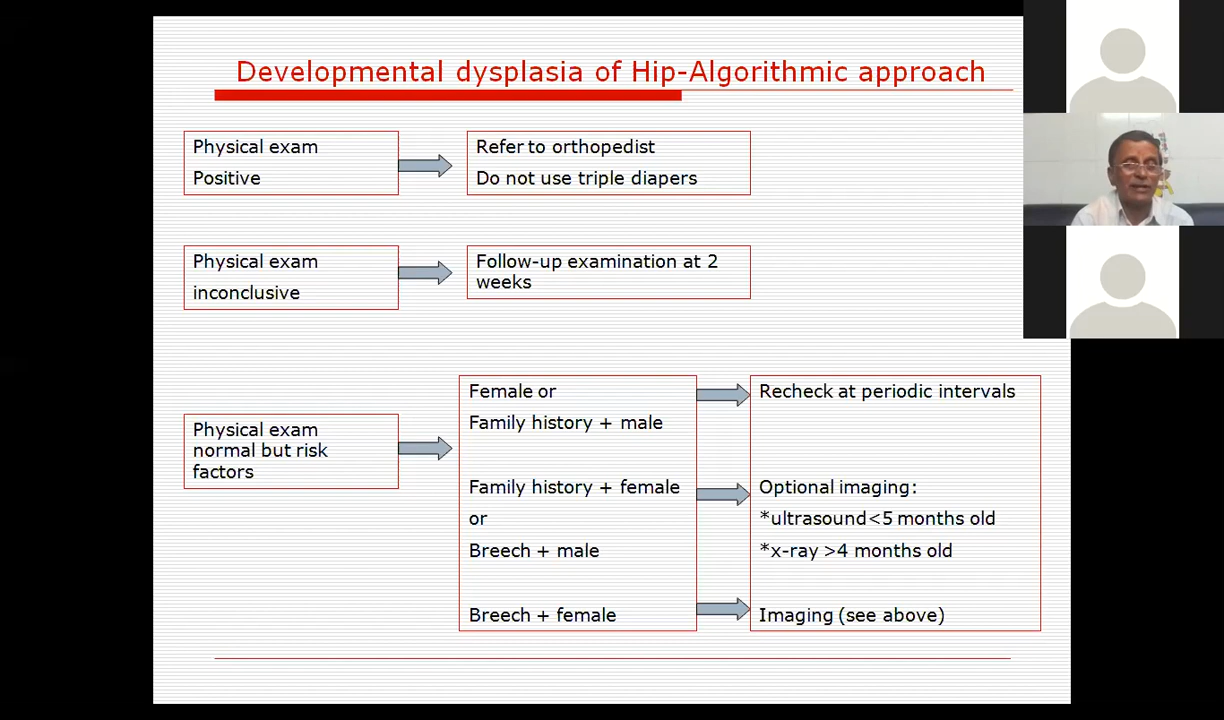 Developmental dysplasia of Hip-Algorithmic approach
Physical exam
Positive
Refer to orthopedist
Do not use triple diapers
Physical exam
inconclusive
Follow-up examination at 2
weeks
Physical exam
normal but risk
factors
Female or
Family history + male
Family history + female
or
Breech + male
Breech + female
Recheck at periodic intervals
Optional imaging:
*ultrasound<5 months old
*x-ray >4 months old
Imaging (see above)